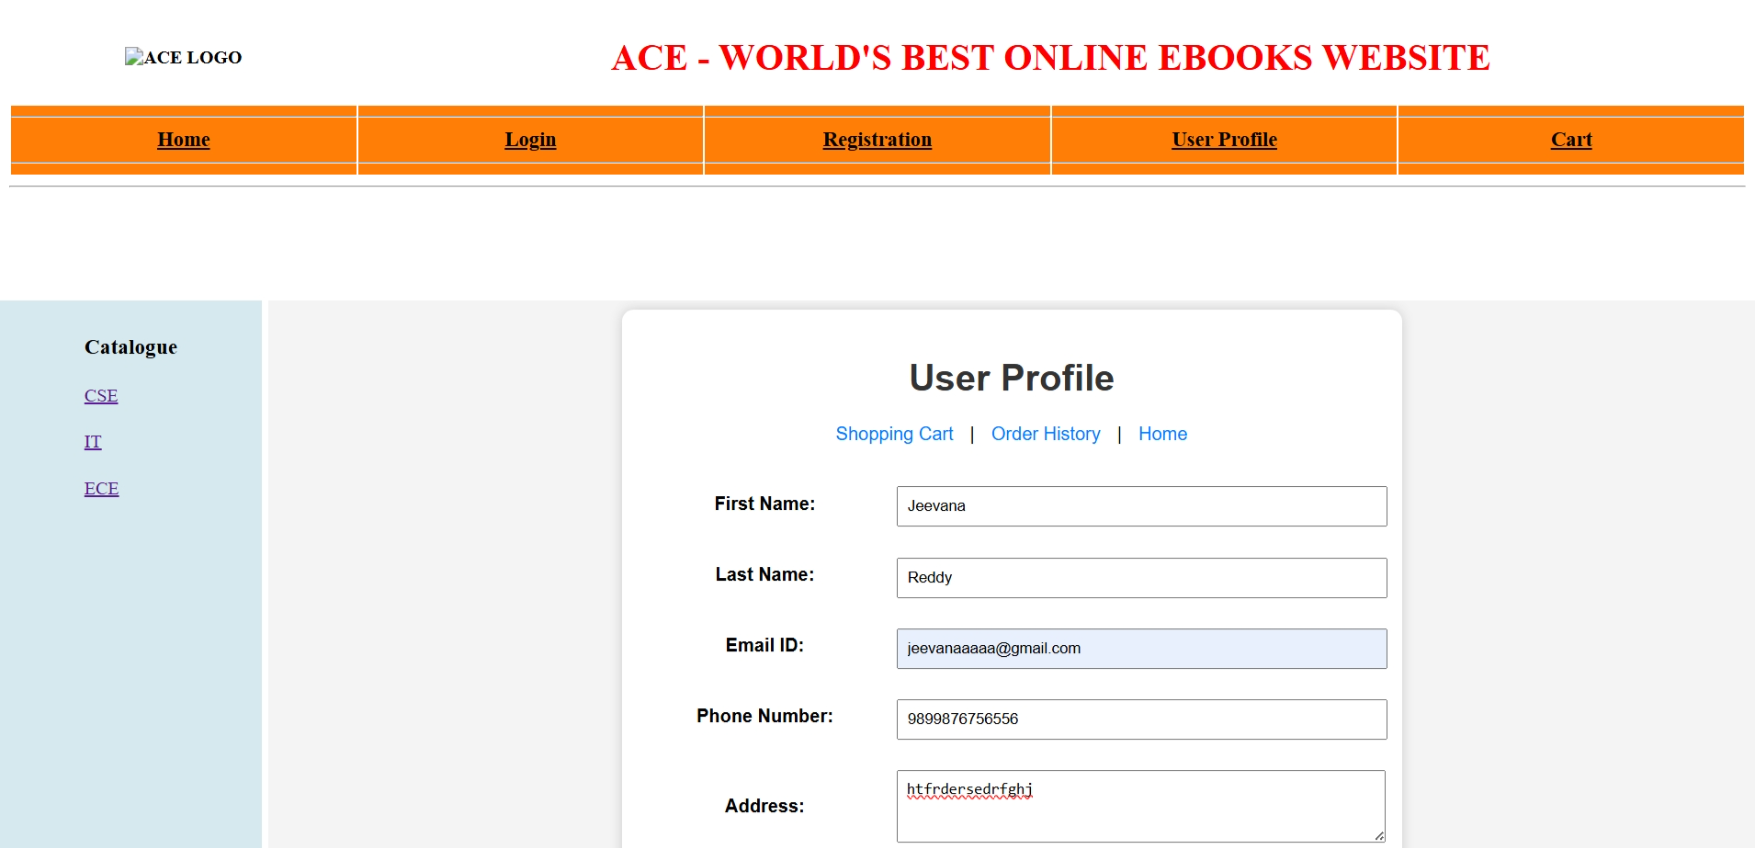 ACE LOGO
ACE - WORLD'S BEST ONLINE EBOOKS WEBSITE
Home Login Registration User Profile Cart
Catalogue
CSE
IT
ECE
User Profile
Shopping Cart | Order History | Home
First Name: Jeevana
Last Name: Reddy
Email ID: jeevanaaaaa@gmail.com
Phone Number: 9899876756556
Address: htfrdersedrfghj